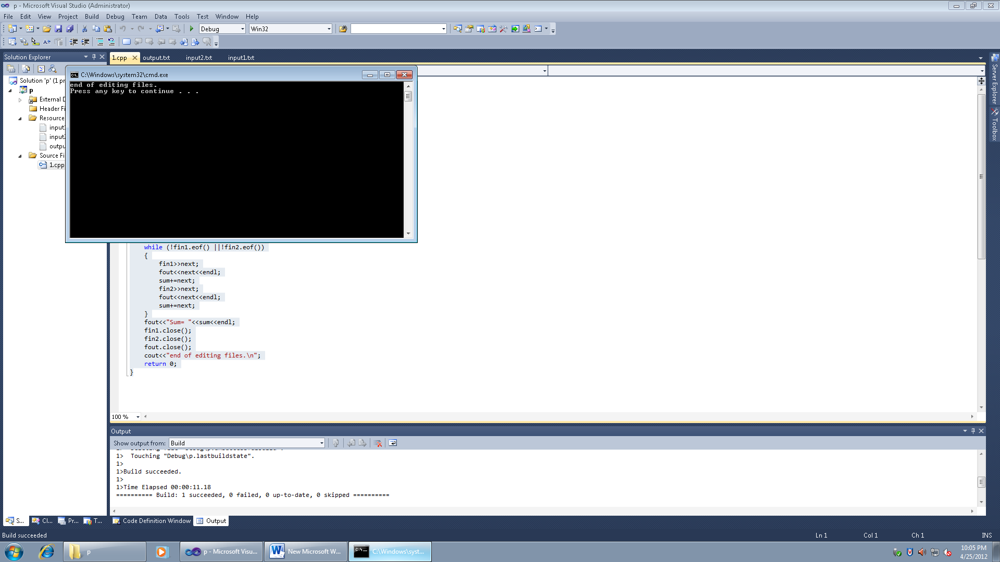 p - Microsoft Visual Studio (Administrator)
File Edit View Project Build Debug Team Data Tools Test Window Help
Debug Win32
Solution Explorer
1.cpp output.txt input2.txt input1.txt
C:\Windows\system32\cmd.exe
end of editing files.
Press any key to continue . . .
Solution 'p' (1 pr
p
External D
Header Fi
Resource
input
input
outpu
Source Fi
1.cpp
Server Explorer
Toolbox
while (!fin1.eof() ||!fin2.eof())
{
fin1>>next;
fout<<next<<endl;
sum+=next;
fin2>>next;
fout<<next<<endl;
sum+=next;
}
fout<<"Sum= "<<sum<<endl;
fin1.close();
fin2.close();
fout.close();
cout<<"end of editing files.\n";
return 0;
}
100 %
Output
Show output from: Build
1>  Touching "Debug\p.lastbuildstate".
1>
1>Build succeeded.
1>
1>Time Elapsed 00:00:11.18
========== Build: 1 succeeded, 0 failed, 0 up-to-date, 0 skipped ==========
S... Cl... Pr... T... Code Definition Window Output
Build succeeded Ln 1 Col 1 Ch 1 INS
p p - Microsoft Visu... New Microsoft W... C:\Windows\syst...
10:05 PM
4/25/2012